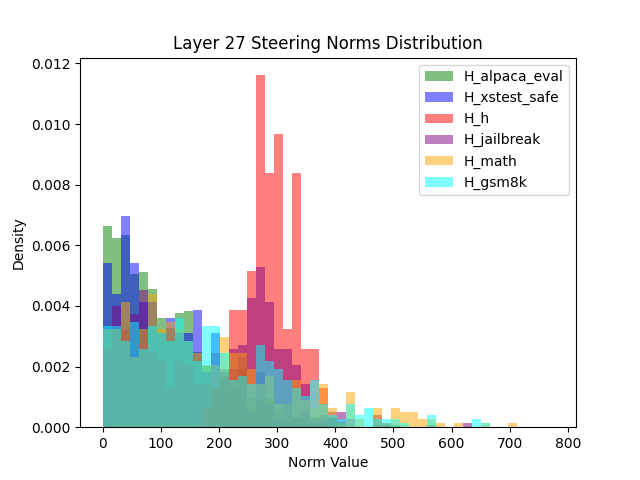 Layer 27 Steering Norms Distribution
0.012
0.010
0.008
0.006
0.004
0.002
0.000
Density
H_alpaca_eval
H_xstest_safe
H_h
H_jailbreak
H_math
H_gsm8k
0 100 200 300 400 500 600 700 800
Norm Value